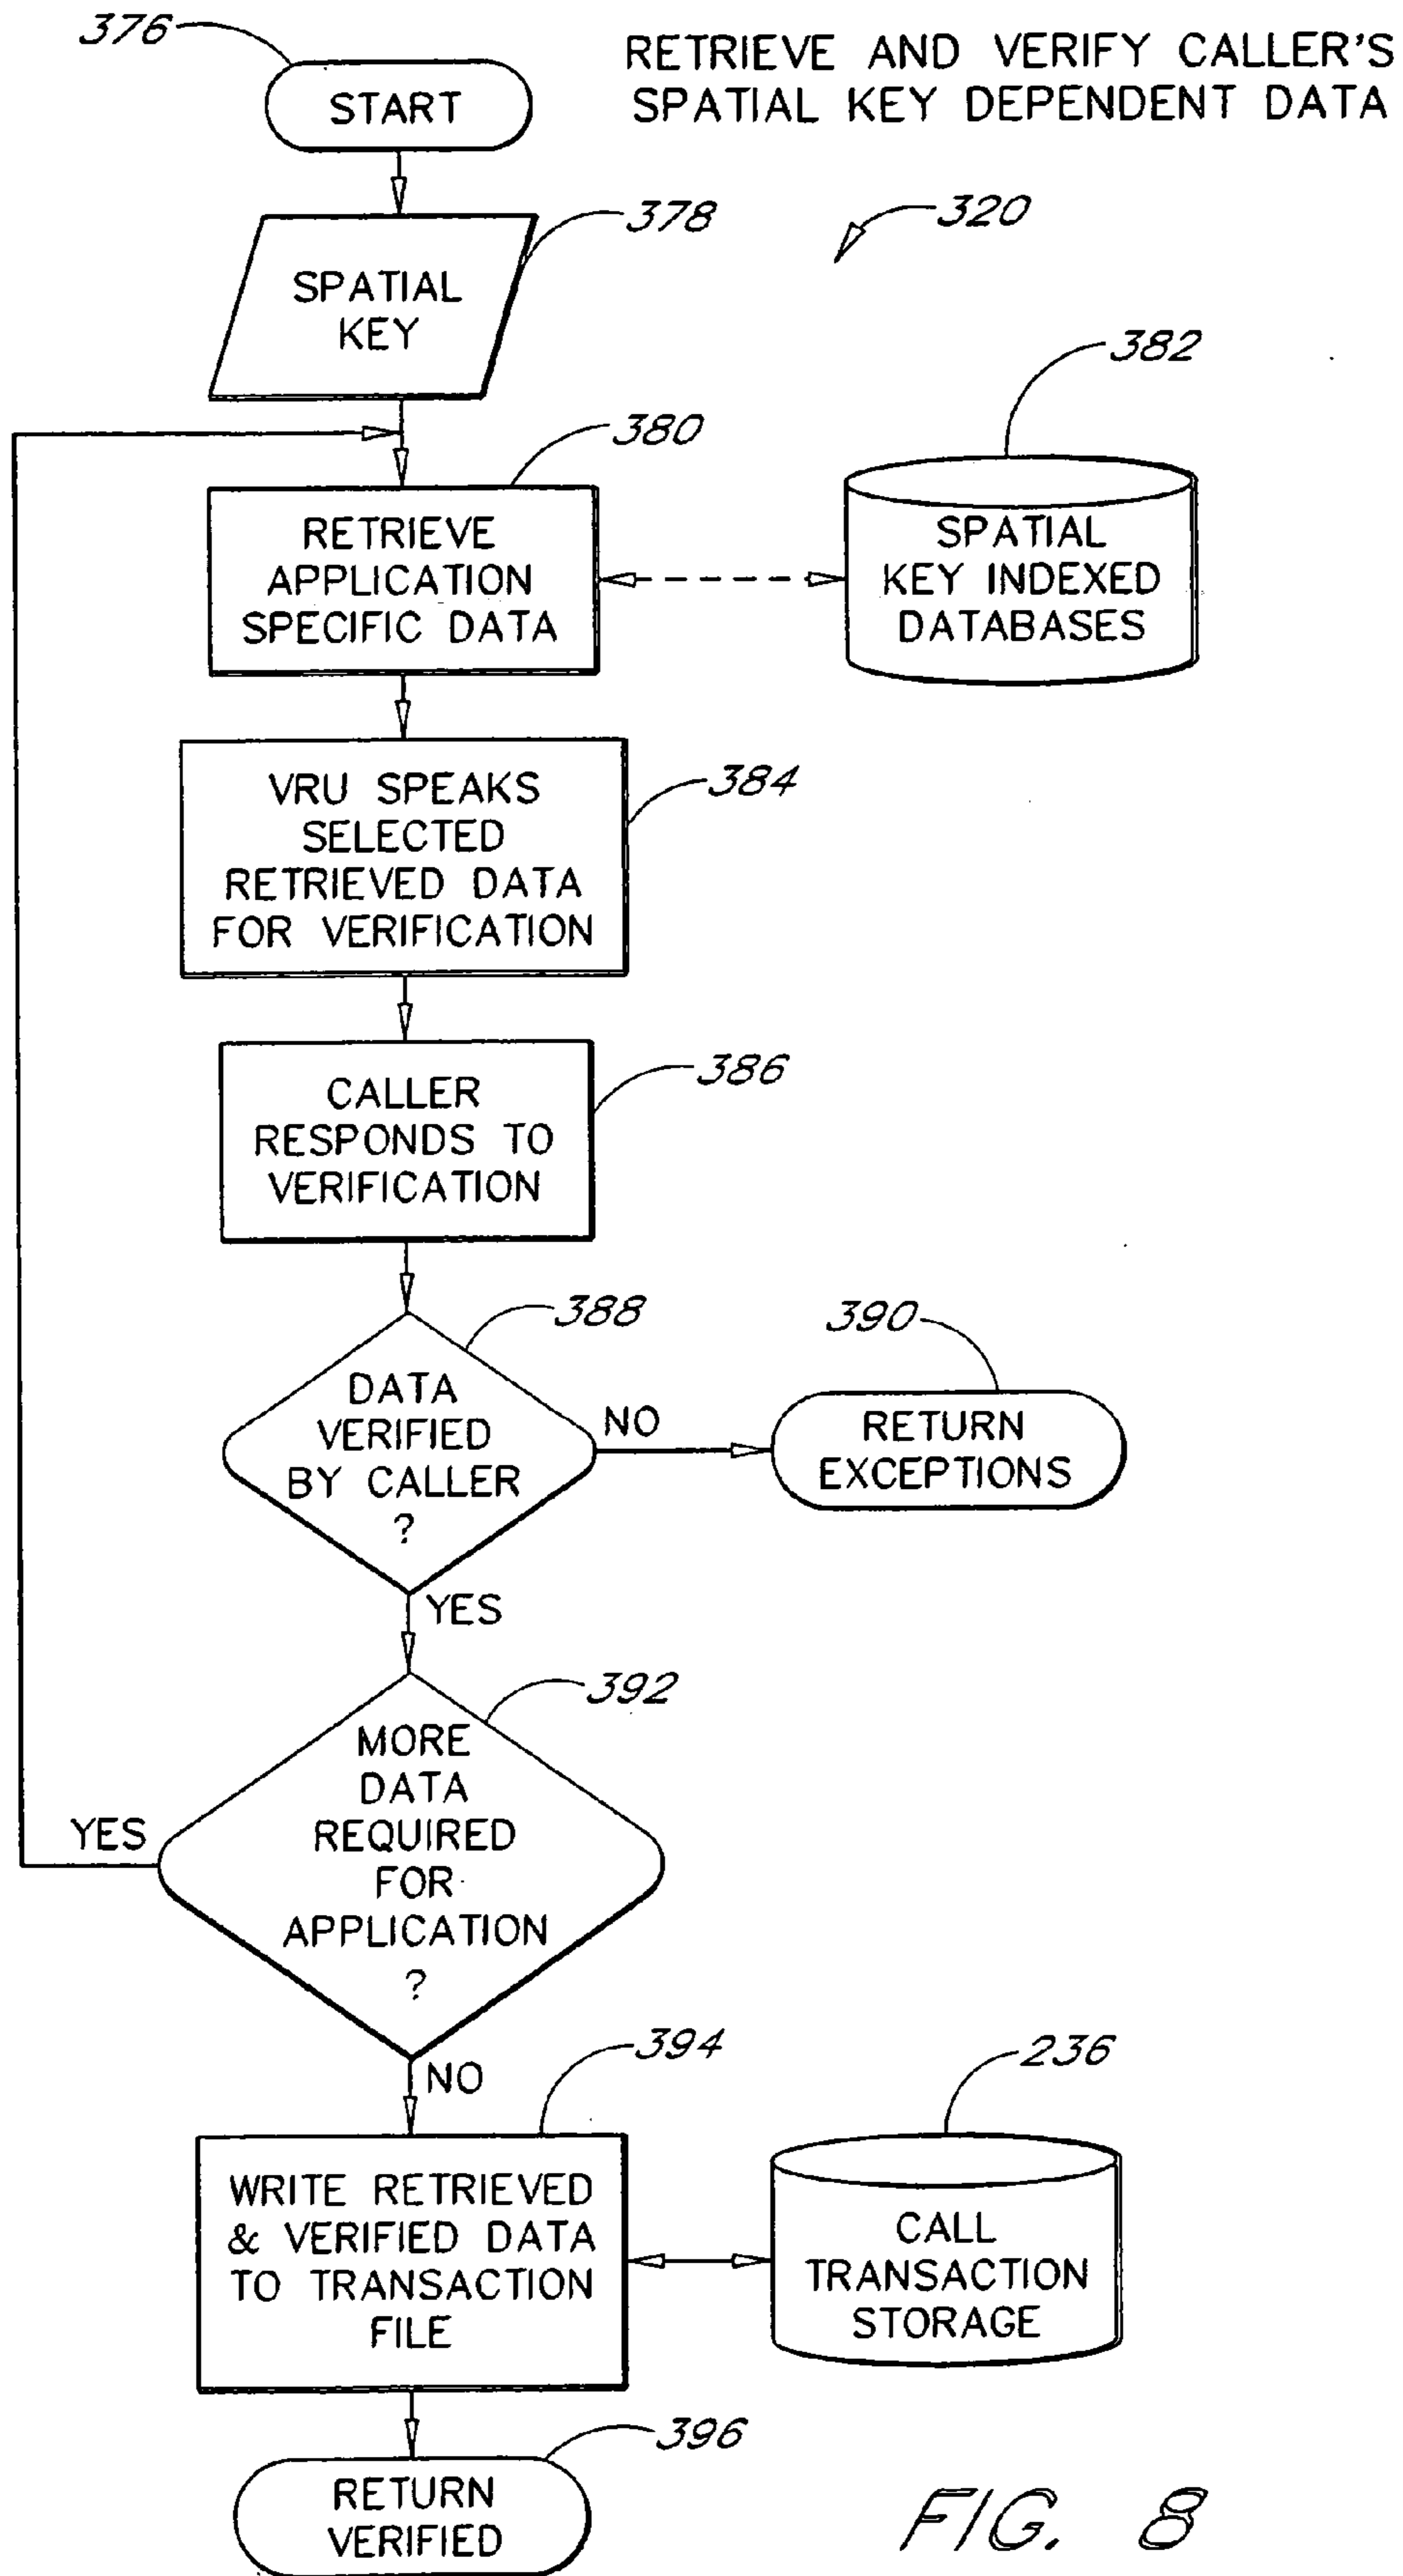 376
START
RETRIEVE AND VERIFY CALLER'S
SPATIAL KEY DEPENDENT DATA
378
320
SPATIAL
KEY
382
380
RETRIEVE
APPLICATION
SPECIFIC DATA
SPATIAL
KEY INDEXED
DATABASES
384
VRU SPEAKS
SELECTED
RETRIEVED DATA
FOR VERIFICATION
386
CALLER
RESPONDS TO
VERIFICATION
388
390
DATA
VERIFIED
BY CALLER
?
NO
RETURN
EXCEPTIONS
YES
392
MORE
DATA
REQUIRED
FOR
APPLICATION
?
YES
NO
394
236
WRITE RETRIEVED
& VERIFIED DATA
TO TRANSACTION
FILE
CALL
TRANSACTION
STORAGE
396
RETURN
VERIFIED
FIG. 8